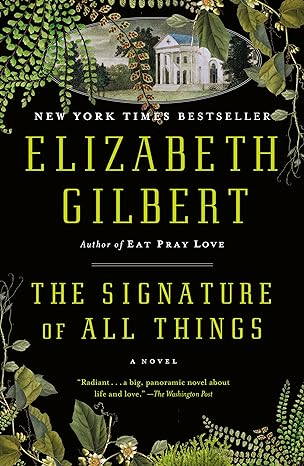 NEW YORK TIMES BESTSELLER
ELIZABETH
GILBERT
Author of EAT PRAY LOVE
THE SIGNATURE
OF ALL THINGS
A NOVEL
"Radiant . . . a big, panoramic novel about
life and love." —The Washington Post